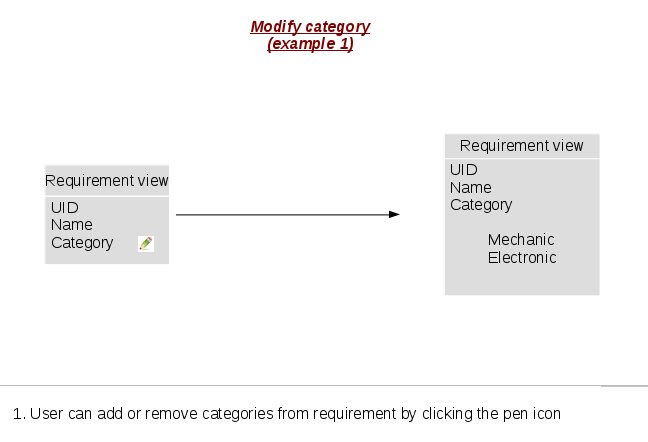 Modify category
(example 1)
Requirement view
UID
Name
Category
Requirement view
UID
Name
Category
Mechanic
Electronic
1. User can add or remove categories from requirement by clicking the pen icon